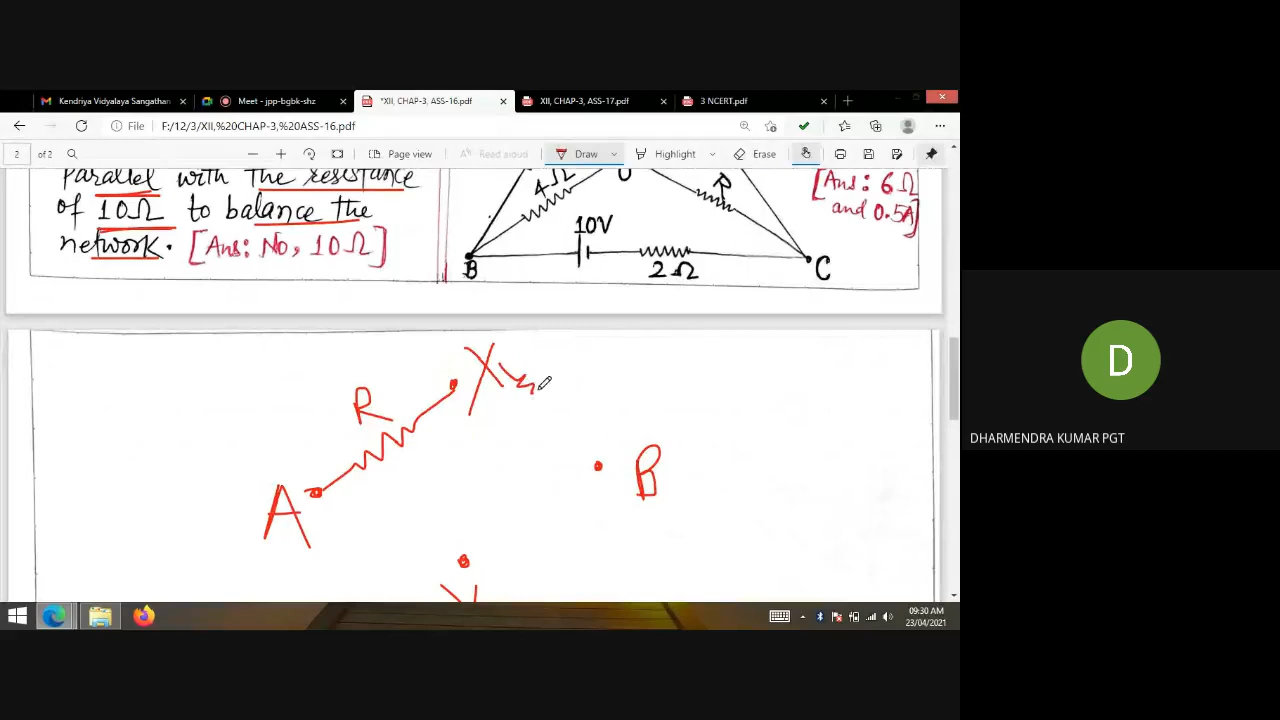 Kendriya Vidyalaya Sangathan
Meet - jpp-bgbk-shz
*XII, CHAP-3, ASS-16.pdf
XII, CHAP-3, ASS-17.pdf
3 NCERT.pdf
File
F:/12/3/XII,%20CHAP-3,%20ASS-16.pdf
2
of 2
Page view
Read aloud
Draw
Highlight
Erase
Parallel with the resistance
of 10Ω to balance the
network. [Ans: No, 10Ω]
4Ω
R
10V
B
2Ω
C
[Ans: 6Ω
and 0.5A]
R
X
A
B
Y
D
DHARMENDRA KUMAR PGT
09:30 AM
23/04/2021